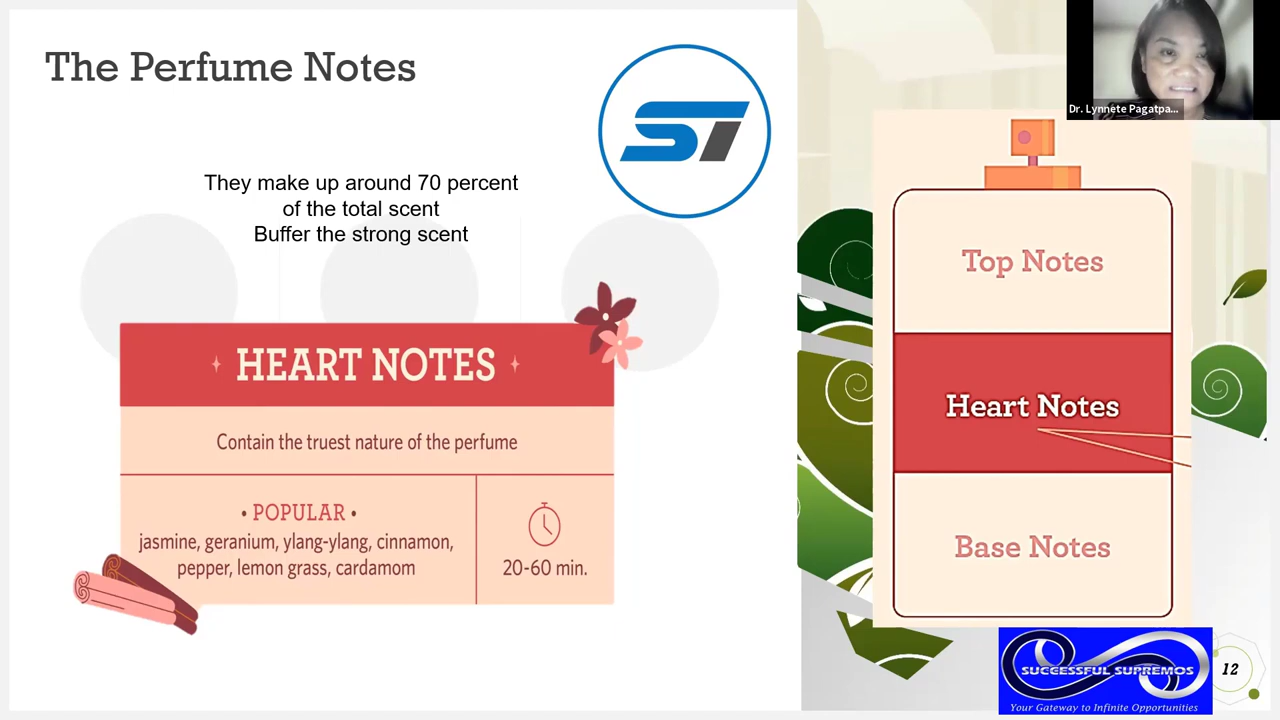 The Perfume Notes
ST
They make up around 70 percent
of the total scent
Buffer the strong scent
HEART NOTES
Contain the truest nature of the perfume
• POPULAR •
jasmine, geranium, ylang-ylang, cinnamon,
pepper, lemon grass, cardamom
20-60 min.
Dr. Lynnete Pagatpa...
Top Notes
Heart Notes
Base Notes
SUCCESSFUL SUPREMOS
Your Gateway to Infinite Opportunities
12